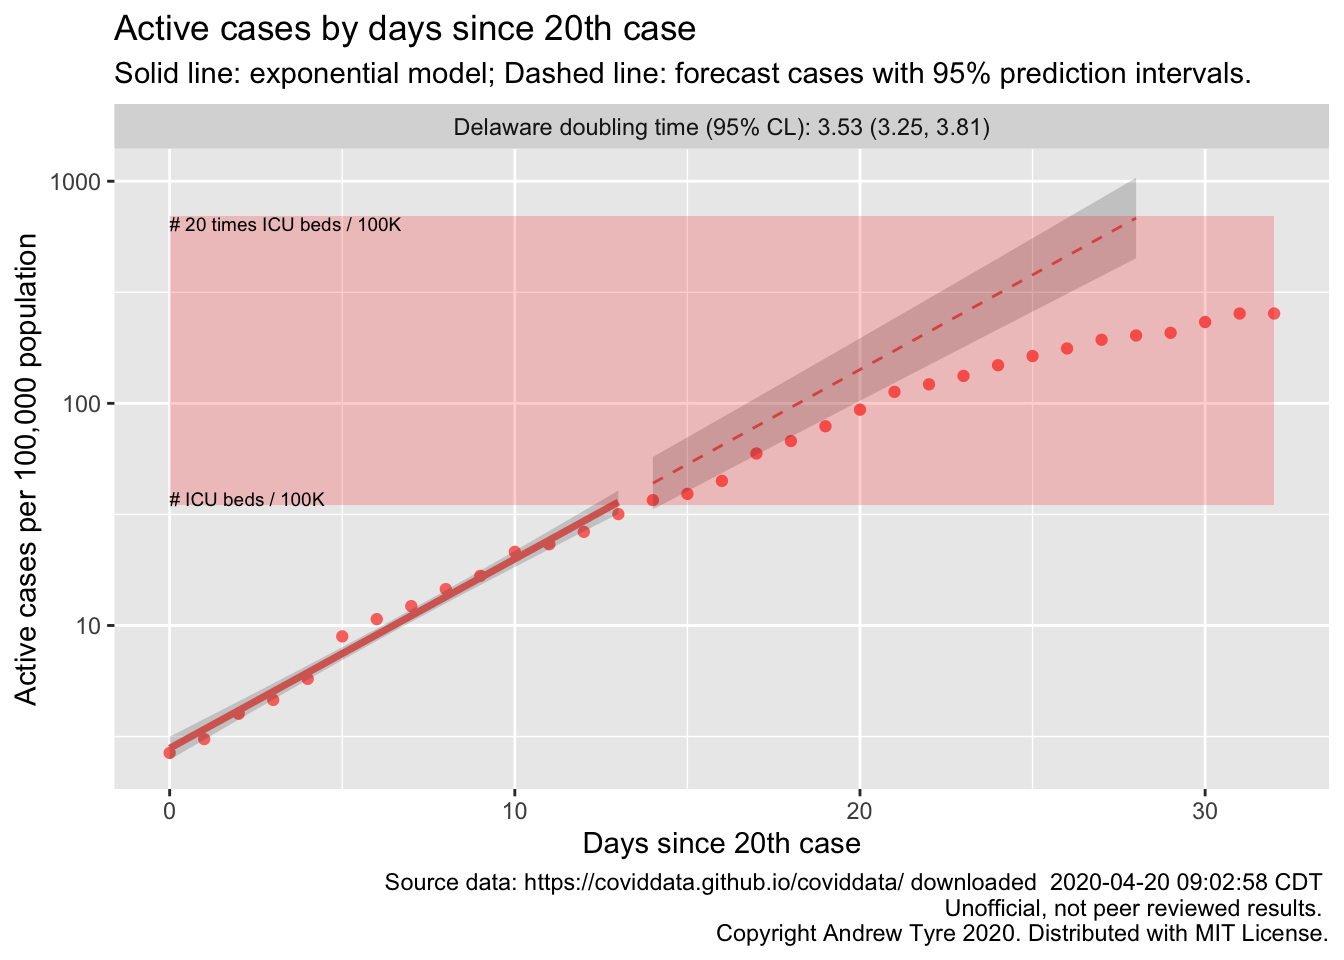 Active cases by days since 20th case
Solid line: exponential model; Dashed line: forecast cases with 95% prediction intervals.
Delaware doubling time (95% CL): 3.53 (3.25, 3.81)
Active cases per 100,000 population
1000
100
10
# 20 times ICU beds / 100K
# ICU beds / 100K
0
10
20
30
Days since 20th case
Source data: https://coviddata.github.io/coviddata/ downloaded  2020-04-20 09:02:58 CDT
Unofficial, not peer reviewed results.
Copyright Andrew Tyre 2020. Distributed with MIT License.